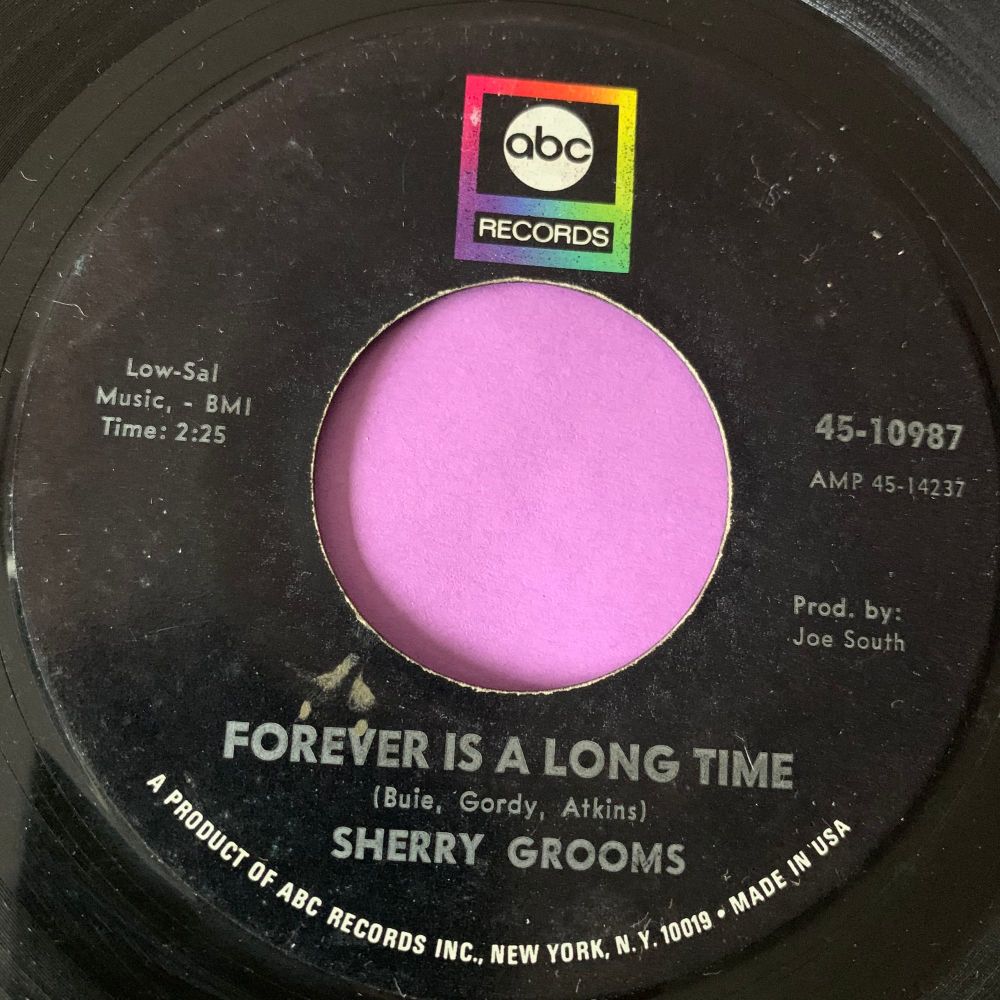 abc
RECORDS
Low-Sal
Music, - BMI
Time: 2:25
45-10987
AMP 45-14237
Prod. by:
Joe South
FOREVER IS A LONG TIME
(Buie, Gordy, Atkins)
SHERRY GROOMS
A PRODUCT OF ABC RECORDS INC., NEW YORK, N.Y. 10019 • MADE IN USA